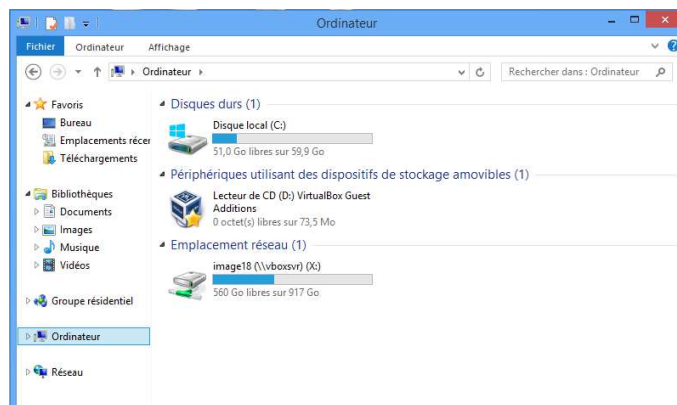 Ordinateur
Fichier Ordinateur Affichage
Ordinateur
Rechercher dans : Ordinateur
Favoris
Bureau
Emplacements récer
Téléchargements
Bibliothèques
Documents
Images
Musique
Vidéos
Groupe résidentiel
Ordinateur
Réseau
Disques durs (1)
Disque local (C:)
51,0 Go libres sur 59,9 Go
Périphériques utilisant des dispositifs de stockage amovibles (1)
Lecteur de CD (D:) VirtualBox Guest
Additions
0 octet(s) libres sur 73,5 Mo
Emplacement réseau (1)
image18 (\\vboxsvr) (X:)
560 Go libres sur 917 Go